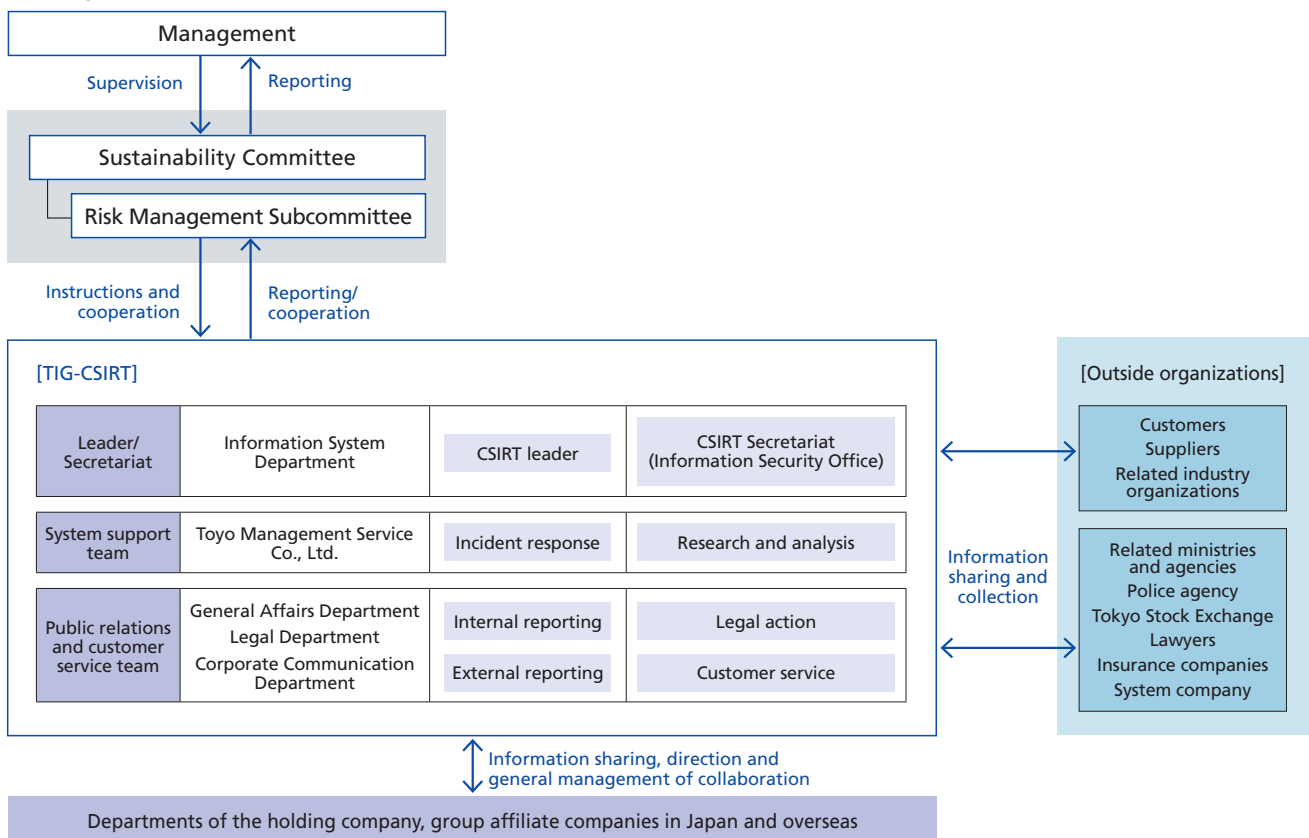 Management
Supervision
Reporting
Sustainability Committee
Risk Management Subcommittee
Instructions and
cooperation
Reporting/
cooperation
[TIG-CSIRT]
Leader/
Secretariat
Information System
Department
CSIRT leader
CSIRT Secretariat
(Information Security Office)
System support
team
Toyo Management Service
Co., Ltd.
Incident response
Research and analysis
Public relations
and customer
service team
General Affairs Department
Legal Department
Corporate Communication
Department
Internal reporting
Legal action
External reporting
Customer service
Information
sharing and
collection
[Outside organizations]
Customers
Suppliers
Related industry
organizations
Related ministries
and agencies
Police agency
Tokyo Stock Exchange
Lawyers
Insurance companies
System company
Information sharing, direction and
general management of collaboration
Departments of the holding company, group affiliate companies in Japan and overseas